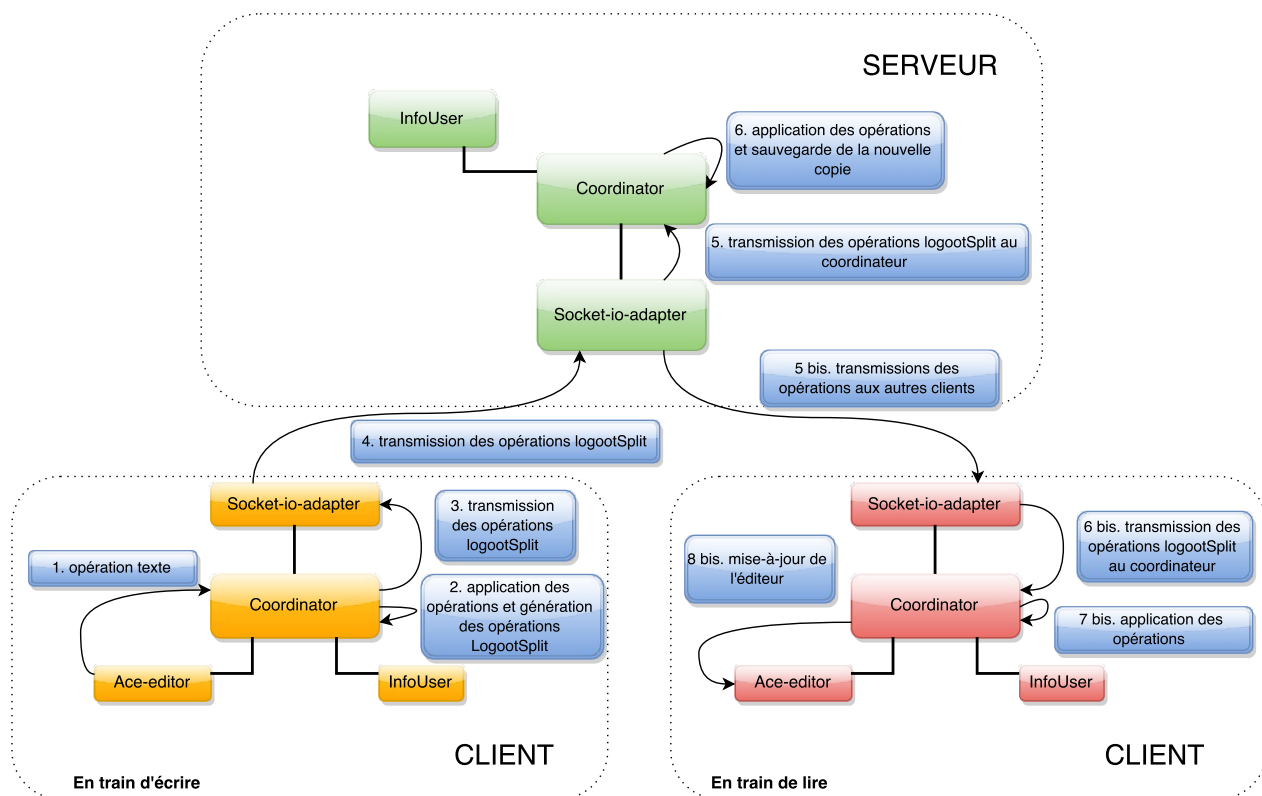 SERVEUR
InfoUser
6. application des opérations
et sauvegarde de la nouvelle
copie
Coordinator
5. transmission des opérations logootSplit au
coordinateur
Socket-io-adapter
5 bis. transmissions des
opérations aux autres clients
4. transmission des opérations logootSplit
Socket-io-adapter
3. transmission
des opérations
logootSplit
1. opération texte
Coordinator
2. application des
opérations et génération
des opérations
LogootSplit
Ace-editor
InfoUser
CLIENT
En train d'écrire
Socket-io-adapter
6 bis. transmission des
opérations logootSplit
au coordinateur
8 bis. mise-à-jour de
l'éditeur
Coordinator
7 bis. application des
opérations
Ace-editor
InfoUser
CLIENT
En train de lire